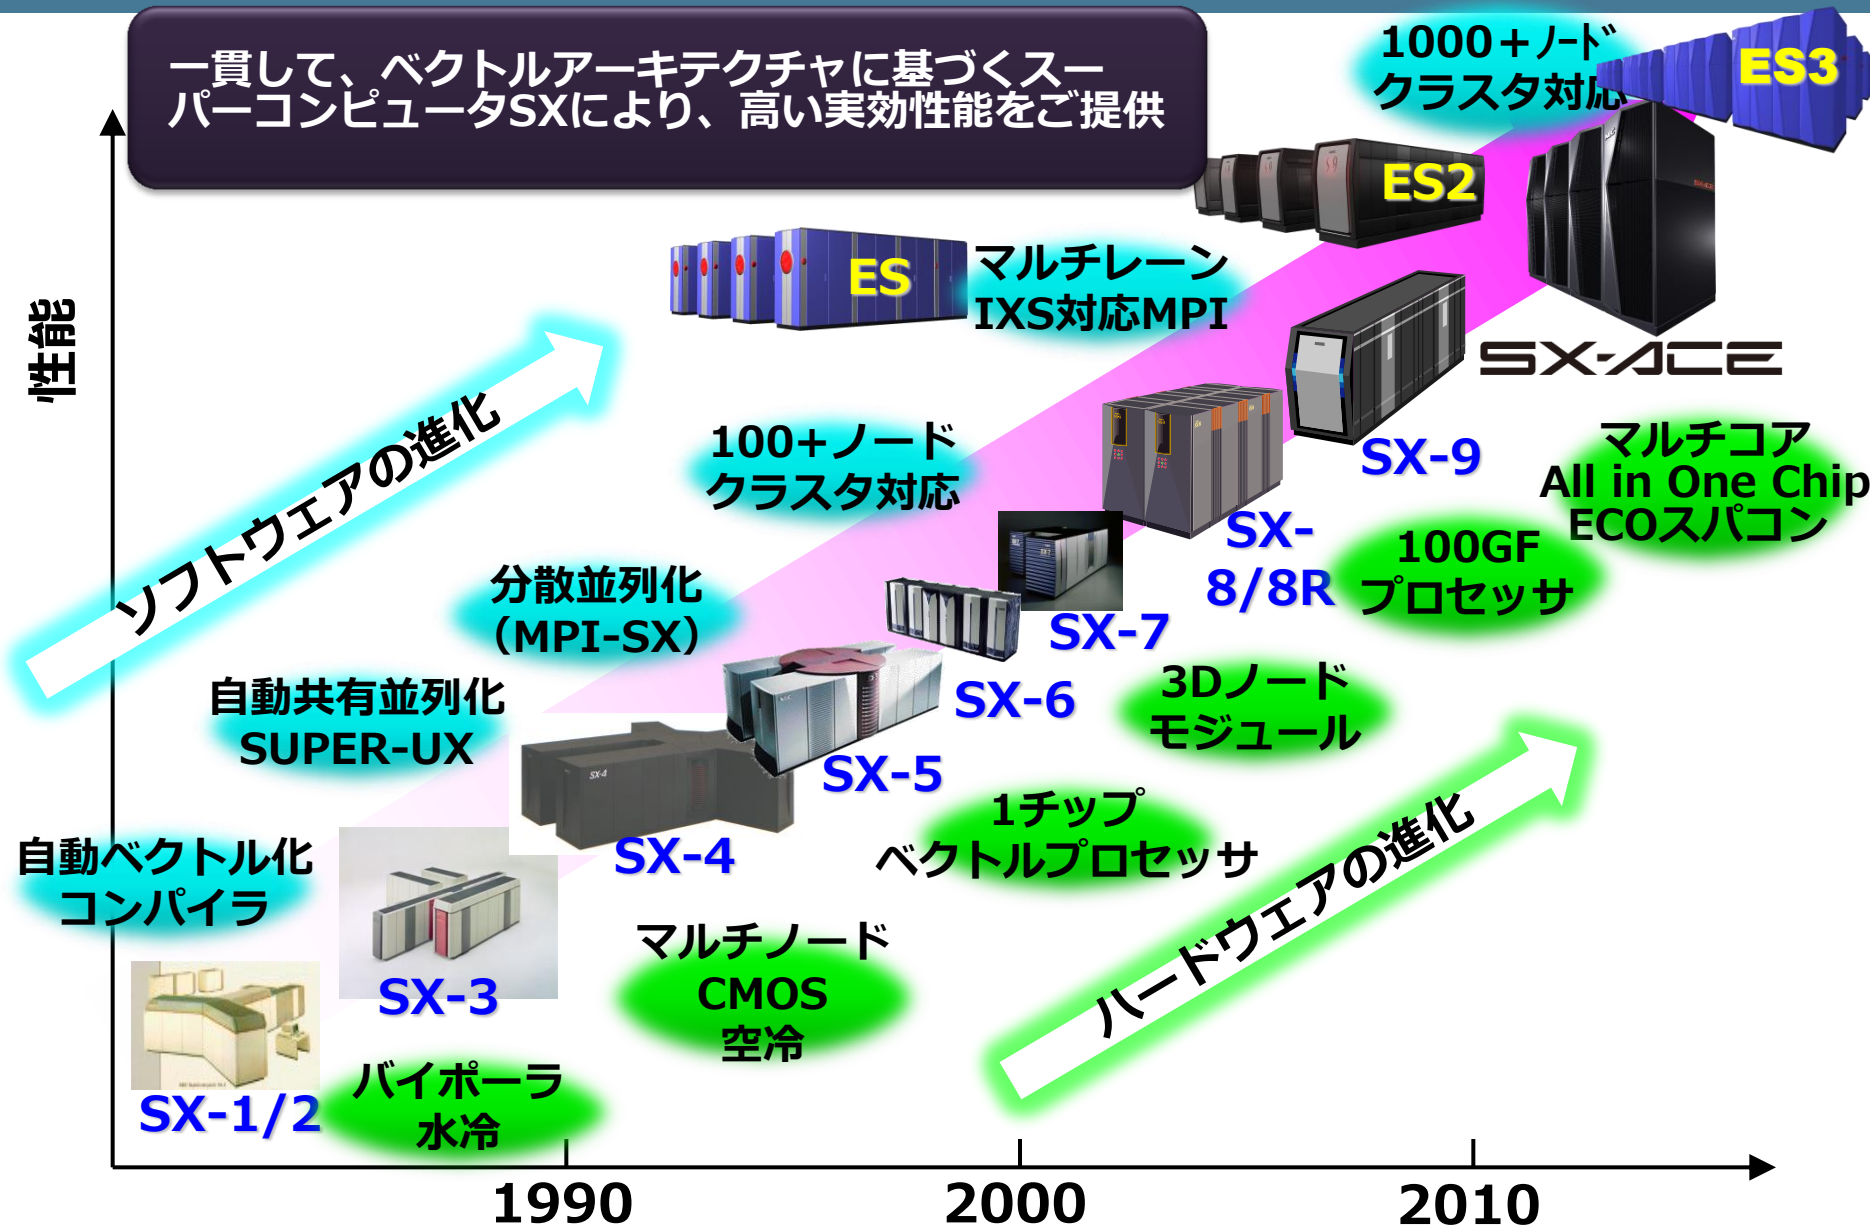 一貫して、ベクトルアーキテクチャに基づくスー
パーコンピュータSXにより、高い実効性能をご提供
1000+ノード
クラスタ対応
ES3
ES2
ES
マルチレーン
IXS対応MPI
性能
SX-ACE
ソフトウェアの進化
100+ノード
クラスタ対応
SX-9
マルチコア
All in One Chip
ECOスパコン
SX-
8/8R
100GF
プロセッサ
分散並列化
（MPI-SX）
SX-7
自動共有並列化
SUPER-UX
SX-6
3Dノード
モジュール
SX-4
SX-5
1チップ
ベクトルプロセッサ
SX-4
自動ベクトル化
コンパイラ
ハードウェアの進化
マルチノード
CMOS
空冷
SX-3
バイポーラ
水冷
SX-1/2
1990
2000
2010